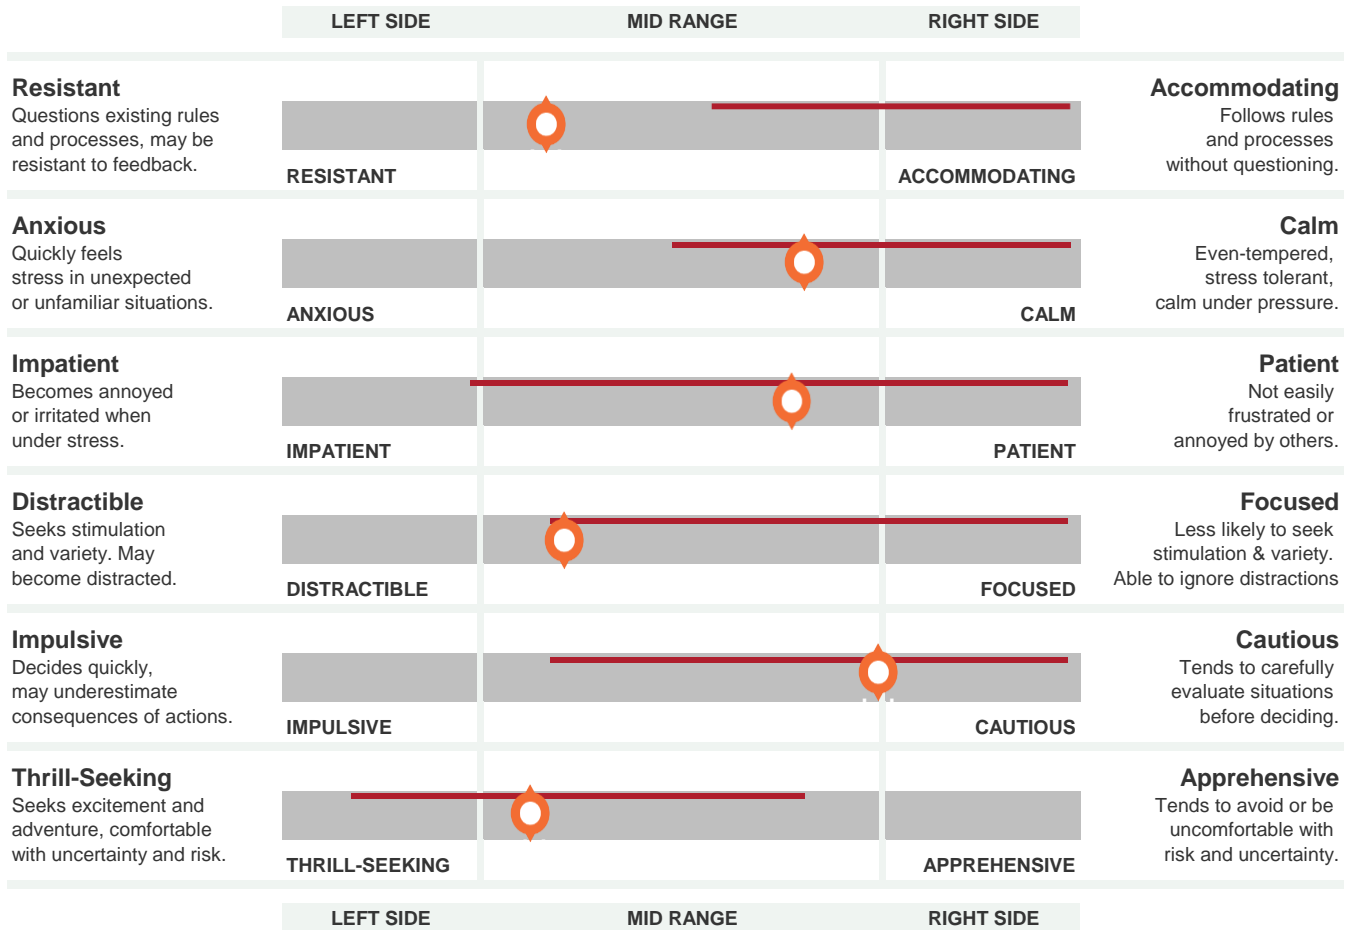 LEFT SIDE
MID RANGE
RIGHT SIDE
Resistant
Questions existing rules
and processes, may be
resistant to feedback.
RESISTANT
ACCOMMODATING
Accommodating
Follows rules
and processes
without questioning.
Anxious
Quickly feels
stress in unexpected
or unfamiliar situations.
ANXIOUS
CALM
Calm
Even-tempered,
stress tolerant,
calm under pressure.
Impatient
Becomes annoyed
or irritated when
under stress.
IMPATIENT
PATIENT
Patient
Not easily
frustrated or
annoyed by others.
Distractible
Seeks stimulation
and variety. May
become distracted.
DISTRACTIBLE
FOCUSED
Focused
Less likely to seek
stimulation & variety.
Able to ignore distractions
Impulsive
Decides quickly,
may underestimate
consequences of actions.
IMPULSIVE
CAUTIOUS
Cautious
Tends to carefully
evaluate situations
before deciding.
Thrill-Seeking
Seeks excitement and
adventure, comfortable
with uncertainty and risk.
THRILL-SEEKING
APPREHENSIVE
Apprehensive
Tends to avoid or be
uncomfortable with
risk and uncertainty.
LEFT SIDE
MID RANGE
RIGHT SIDE